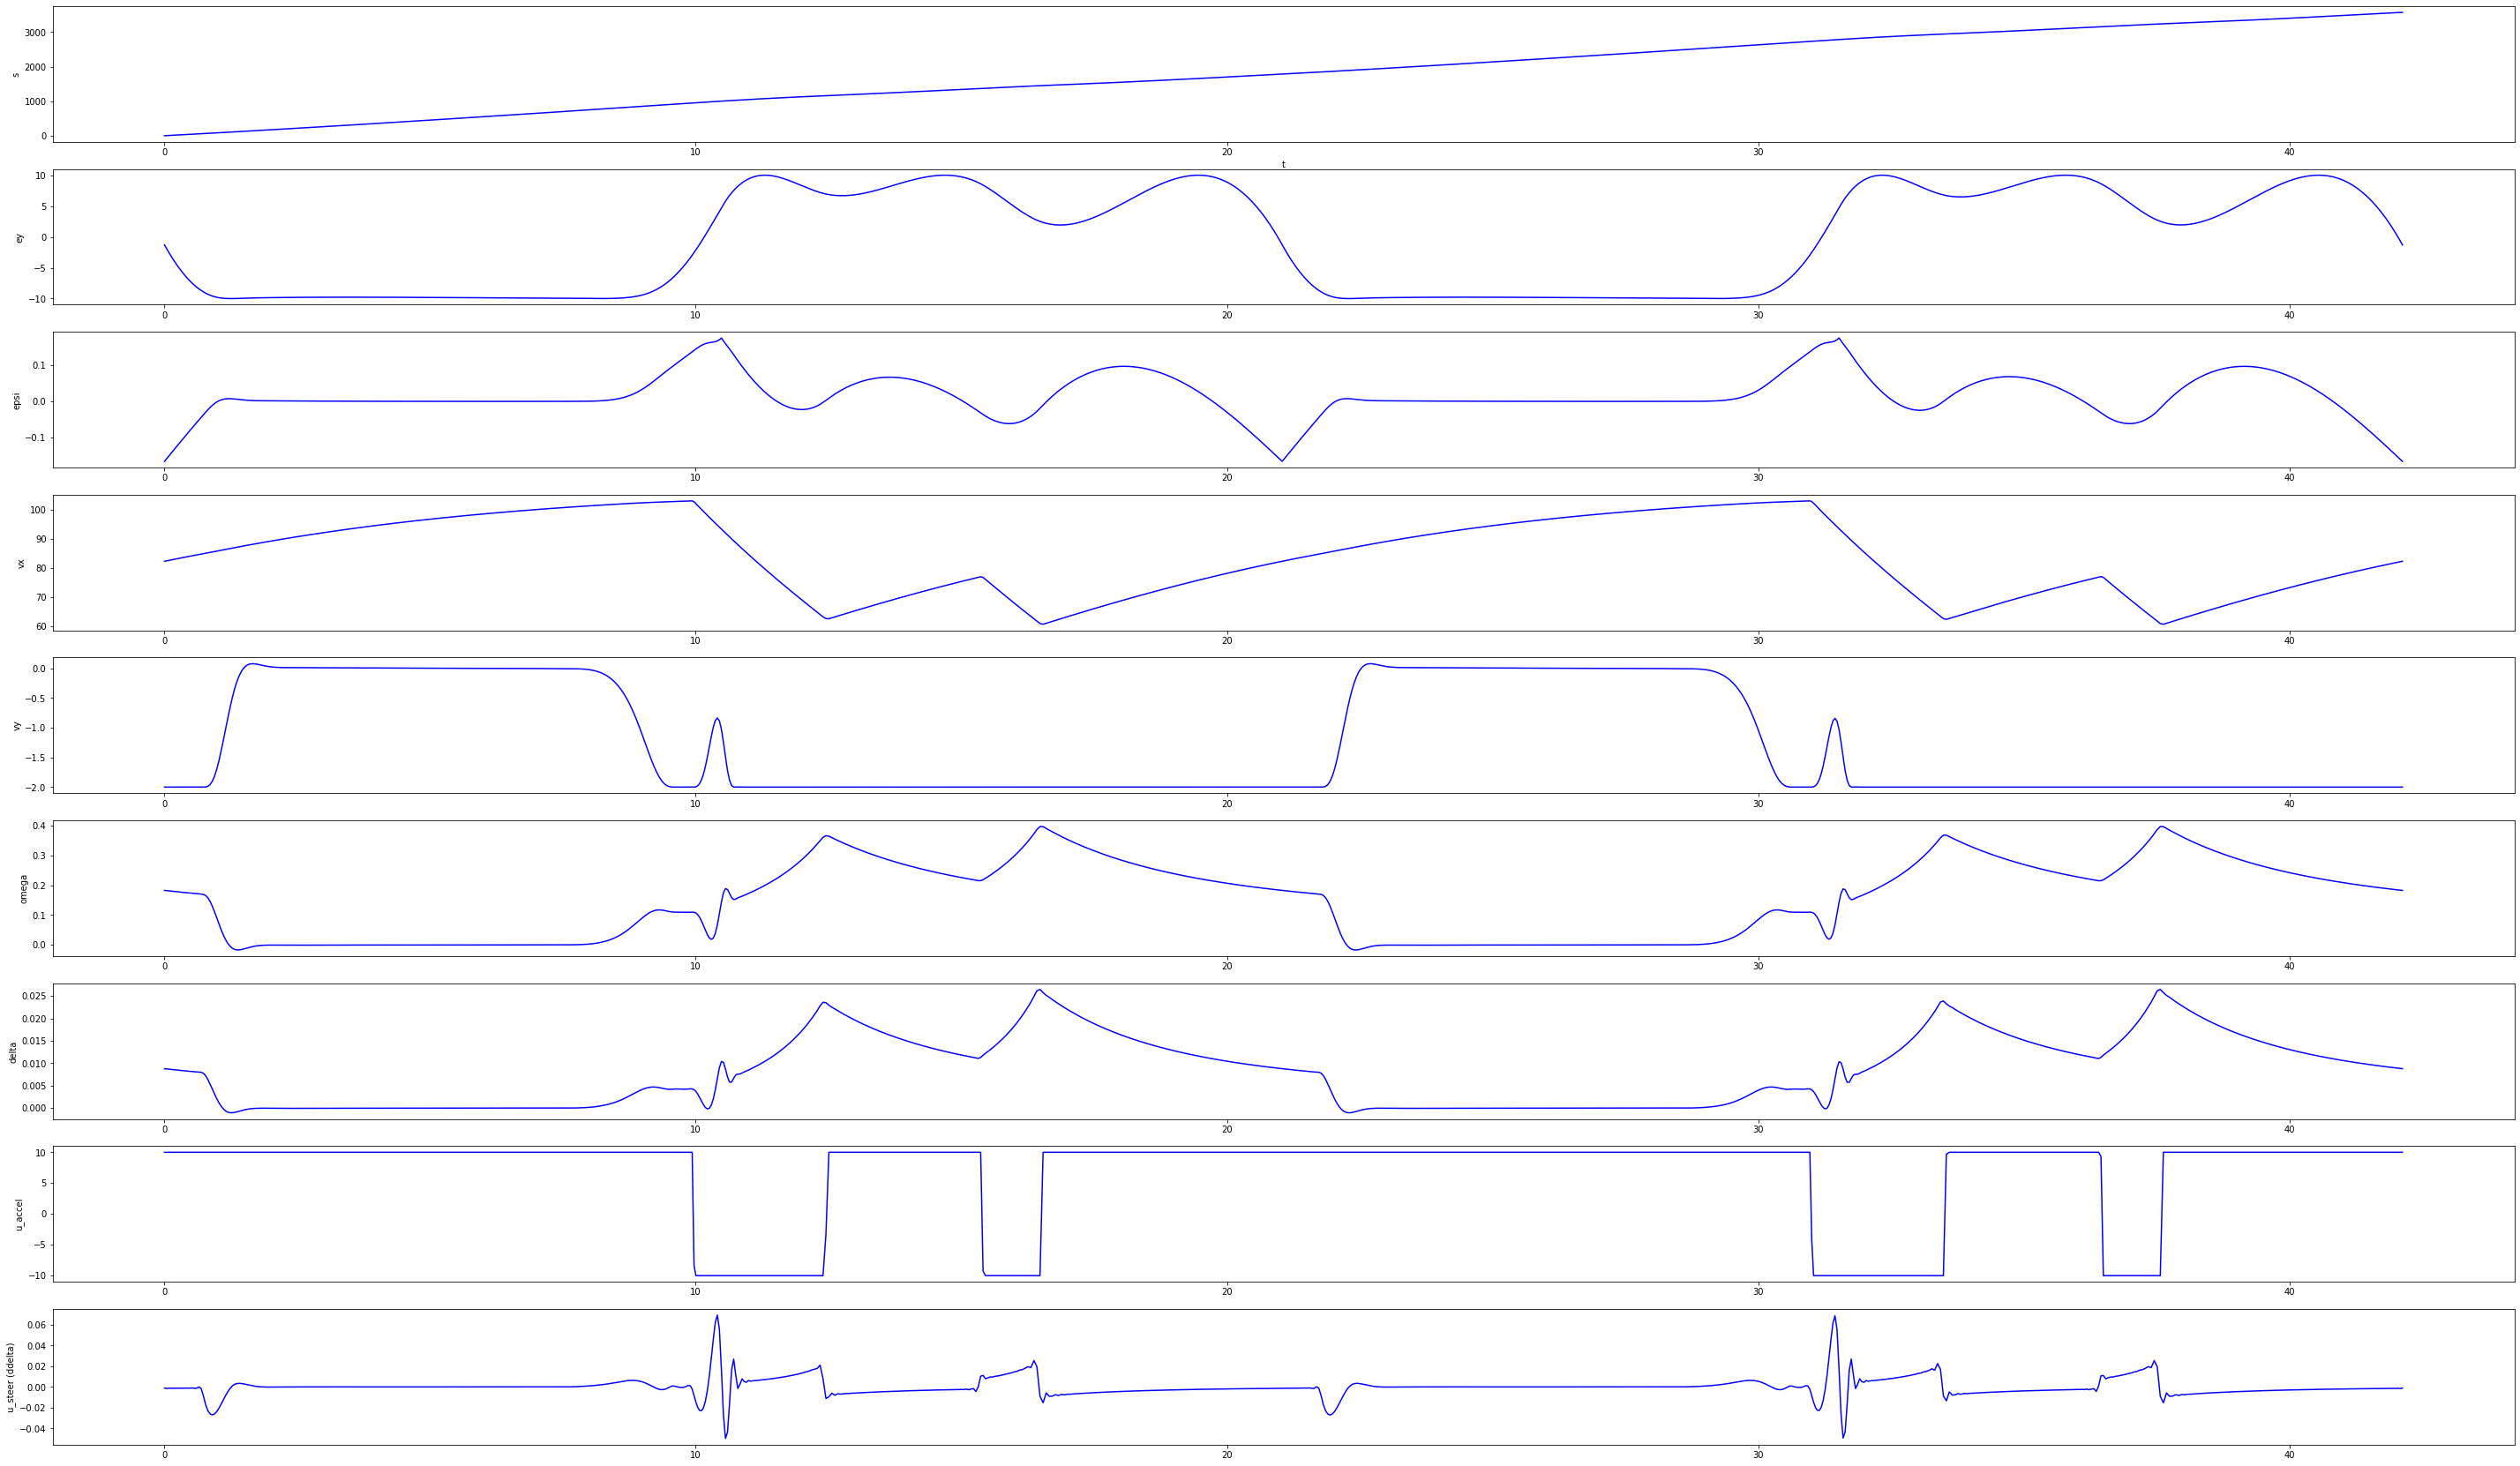 3000
2000
1000
0
s
0 10 20 30 40
t
10
5
0
−5
−10
ey
0 10 20 30 40
0.1
0.0
−0.1
epsi
0 10 20 30 40
100
90
80
70
60
vx
0 10 20 30 40
0.0
−0.5
−1.0
−1.5
−2.0
vy
0 10 20 30 40
0.4
0.3
0.2
0.1
0.0
omega
0 10 20 30 40
0.025
0.020
0.015
0.010
0.005
0.000
delta
0 10 20 30 40
10
5
0
−5
−10
u_accel
0 10 20 30 40
0.06
0.04
0.02
0.00
−0.02
−0.04
u_steer (ddelta)
0 10 20 30 40